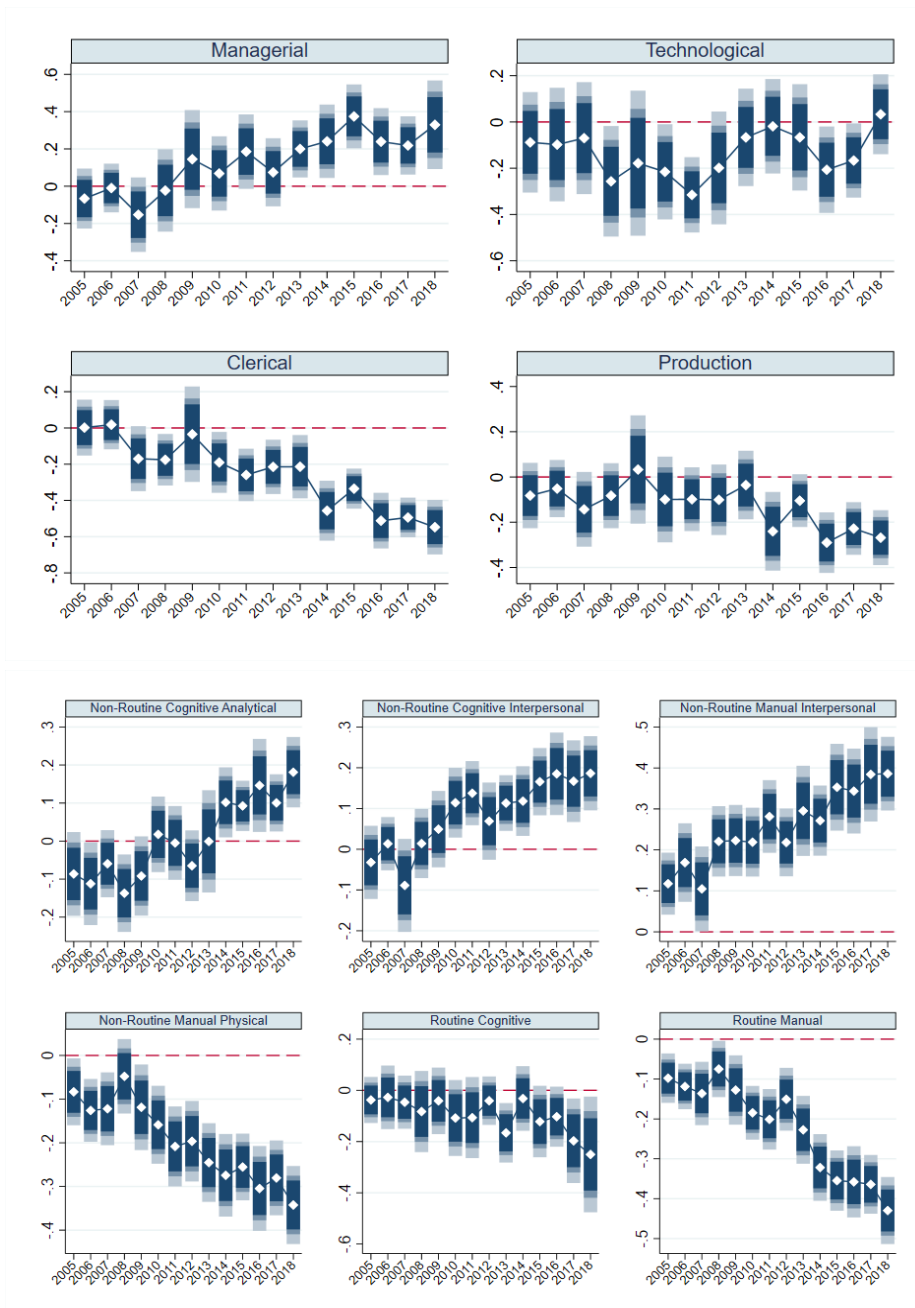 Managerial
.6
.4
.2
0
-.2
-.4
2005 2006 2007 2008 2009 2010 2011 2012 2013 2014 2015 2016 2017 2018
Technological
.2
0
-.2
-.4
-.6
2005 2006 2007 2008 2009 2010 2011 2012 2013 2014 2015 2016 2017 2018
Clerical
.2
0
-.2
-.4
-.6
-.8
2005 2006 2007 2008 2009 2010 2011 2012 2013 2014 2015 2016 2017 2018
Production
.4
.2
0
-.2
-.4
2005 2006 2007 2008 2009 2010 2011 2012 2013 2014 2015 2016 2017 2018
Non-Routine Cognitive Analytical
.3
.2
.1
0
-.1
-.2
2005 2006 2007 2008 2009 2010 2011 2012 2013 2014 2015 2016 2017 2018
Non-Routine Cognitive Interpersonal
.3
.2
.1
0
-.1
-.2
2005 2006 2007 2008 2009 2010 2011 2012 2013 2014 2015 2016 2017 2018
Non-Routine Manual Interpersonal
.5
.4
.3
.2
.1
0
2005 2006 2007 2008 2009 2010 2011 2012 2013 2014 2015 2016 2017 2018
Non-Routine Manual Physical
0
-.1
-.2
-.3
-.4
2005 2006 2007 2008 2009 2010 2011 2012 2013 2014 2015 2016 2017 2018
Routine Cognitive
.2
0
-.2
-.4
-.6
2005 2006 2007 2008 2009 2010 2011 2012 2013 2014 2015 2016 2017 2018
Routine Manual
0
-.1
-.2
-.3
-.4
-.5
2005 2006 2007 2008 2009 2010 2011 2012 2013 2014 2015 2016 2017 2018